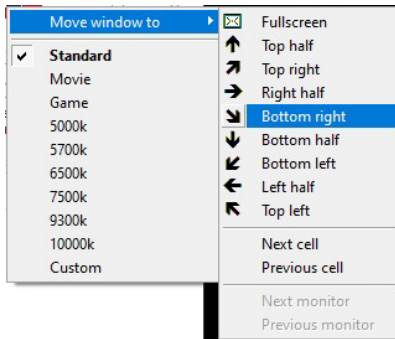 Move window to
Standard
Movie
Game
5000k
5700k
6500k
7500k
9300k
10000k
Custom
Fullscreen
Top half
Top right
Right half
Bottom right
Bottom half
Bottom left
Left half
Top left
Next cell
Previous cell
Next monitor
Previous monitor